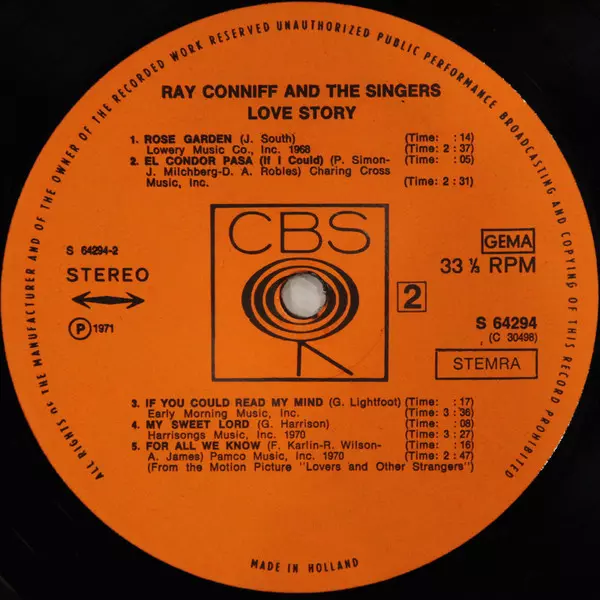 ALL RIGHTS OF THE MANUFACTURER AND OF THE OWNER OF THE RECORDED WORK RESERVED UNAUTHORIZED PUBLIC PERFORMANCE BROADCASTING AND COPYING OF THIS RECORD PROHIBITED
RAY CONNIFF AND THE SINGERS
LOVE STORY
1. ROSE GARDEN (J. South) (Time: :14)
Lowery Music Co., Inc. 1968 (Time: 2 : 37)
2. EL CONDOR PASA (If I Could) (P. Simon- (Time: :05)
J. Milchberg-D. A. Robles) Charing Cross
Music, Inc. (Time: 2 : 31)
CBS
S 64294-2
STEREO
℗ 1971
GEMA
33 ⅓ RPM
2
S 64294
(C 30498)
STEMRA
3. IF YOU COULD READ MY MIND (G. Lightfoot) (Time: :17)
Early Morning Music, Inc. (Time: 3 : 36)
4. MY SWEET LORD (G. Harrison) (Time: :08)
Harrisongs Music, Inc. 1970 (Time: 3 : 27)
5. FOR ALL WE KNOW (F. Karlin-R. Wilson- (Time: :16)
A. James) Pamco Music, Inc. 1970 (Time: 2 : 47)
(From the Motion Picture "Lovers and Other Strangers")
MADE IN HOLLAND